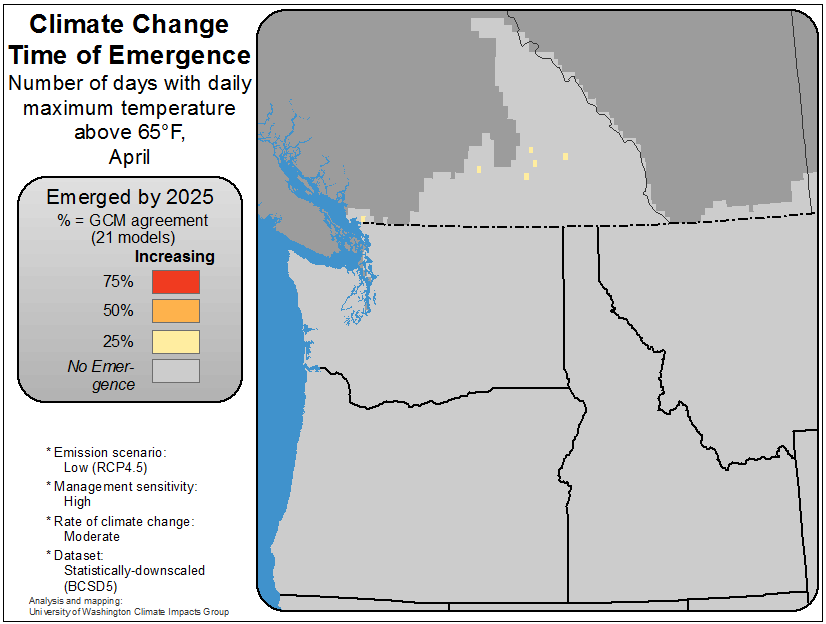 Climate Change
Time of Emergence
Number of days with daily
maximum temperature
above 65°F,
April
Emerged by 2025
% = GCM agreement
(21 models)
Increasing
75%
50%
25%
No Emer-
gence
* Emission scenario:
Low (RCP4.5)
* Management sensitivity:
High
* Rate of climate change:
Moderate
* Dataset:
Statistically-downscaled
(BCSD5)
Analysis and mapping:
University of Washington Climate Impacts Group